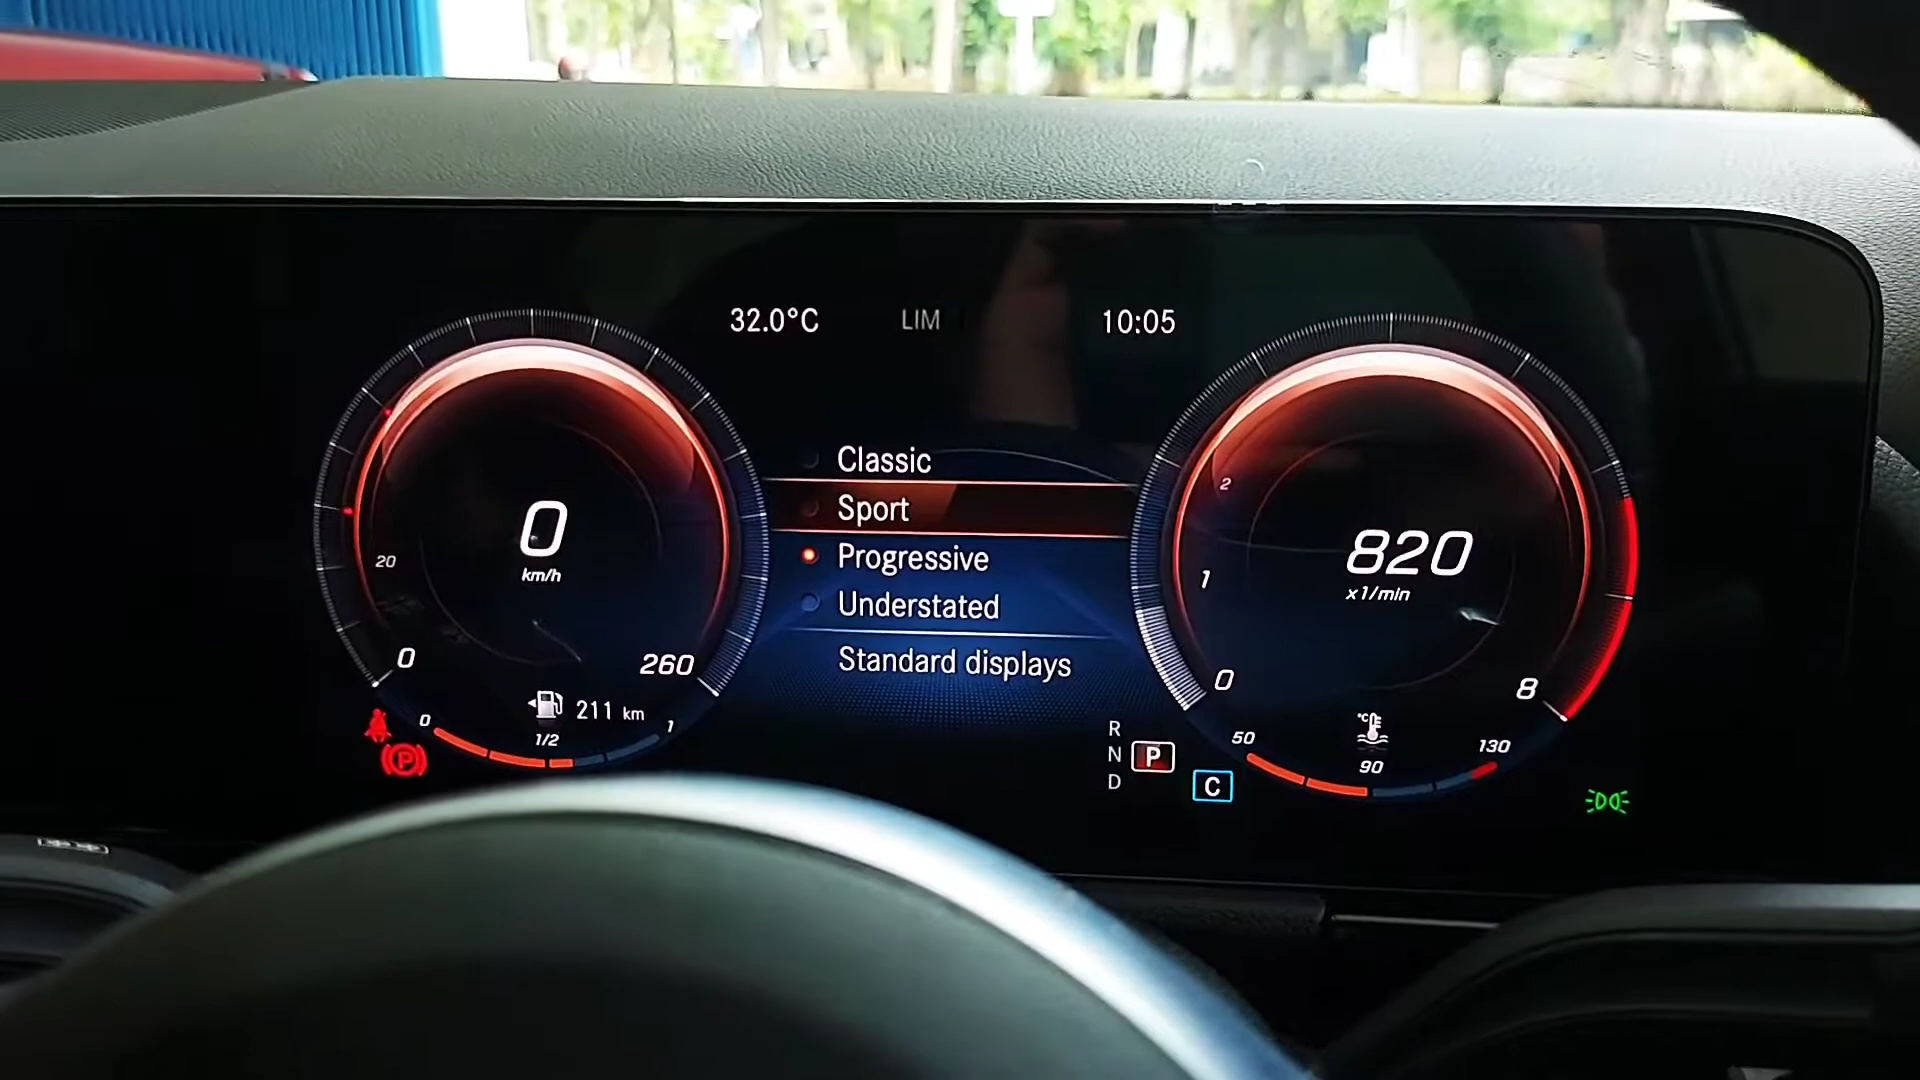 32.0°C LIM 10:05
Classic
Sport
Progressive
Understated
Standard displays
0
km/h
20
0
260
211 km
0
1/2
1
2
1
820
x1/min
0
8
50
90
130
°C
R
N
D
P
C
P